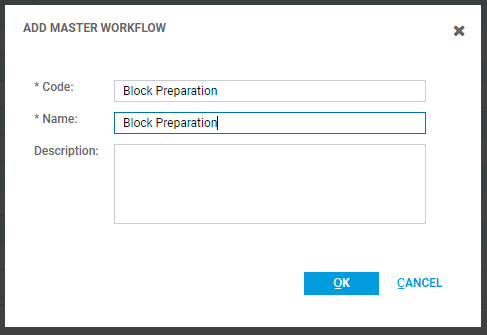 ADD MASTER WORKFLOW
* Code: Block Preparation
* Name: Block Preparation
Description:
OK CANCEL